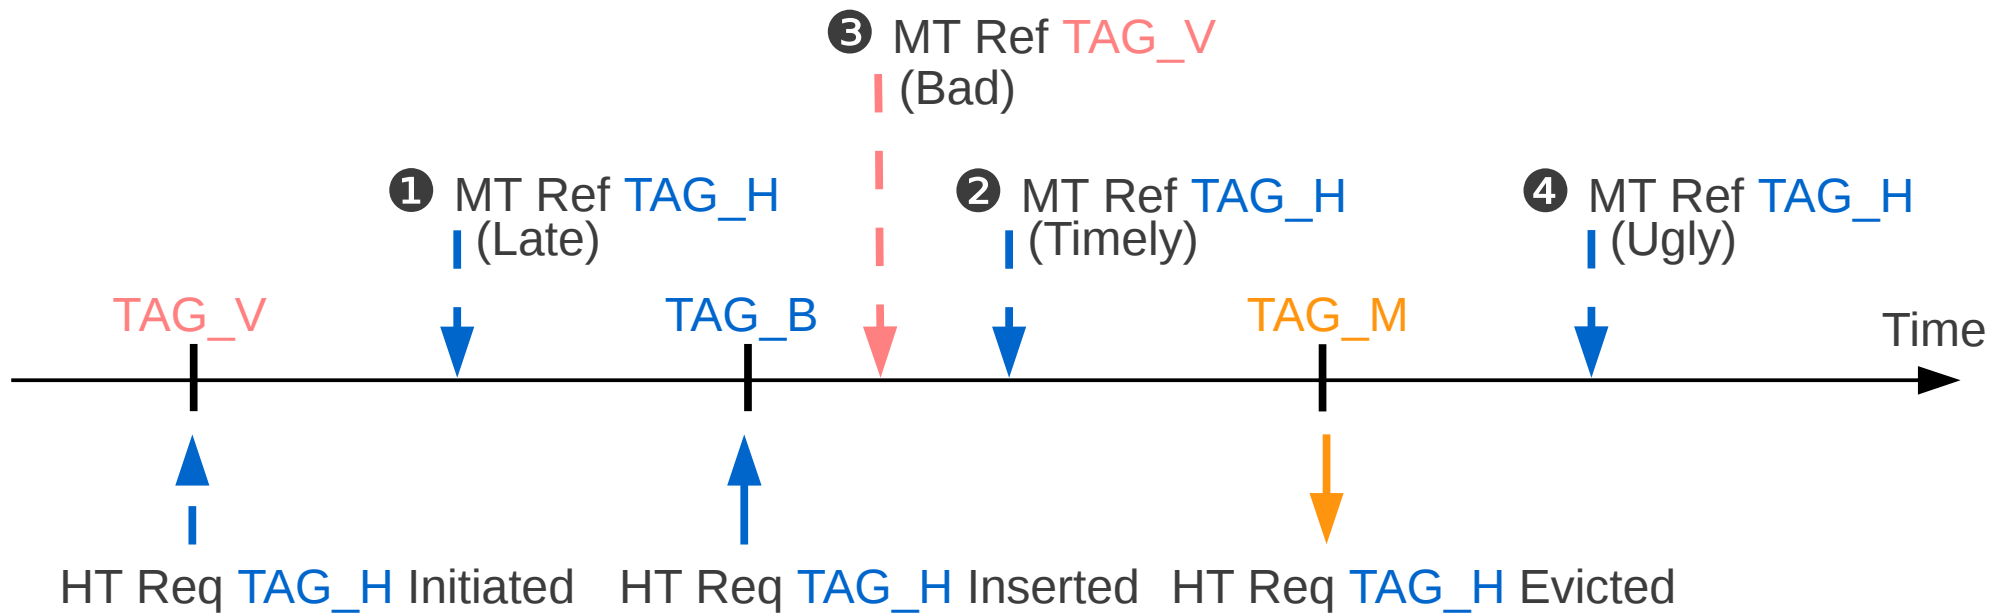 ❸ MT Ref TAG_V
(Bad)
❶ MT Ref TAG_H
(Late)
❷ MT Ref TAG_H
(Timely)
❹ MT Ref TAG_H
(Ugly)
TAG_V
TAG_B
TAG_M
Time
HT Req TAG_H Initiated
HT Req TAG_H Inserted
HT Req TAG_H Evicted